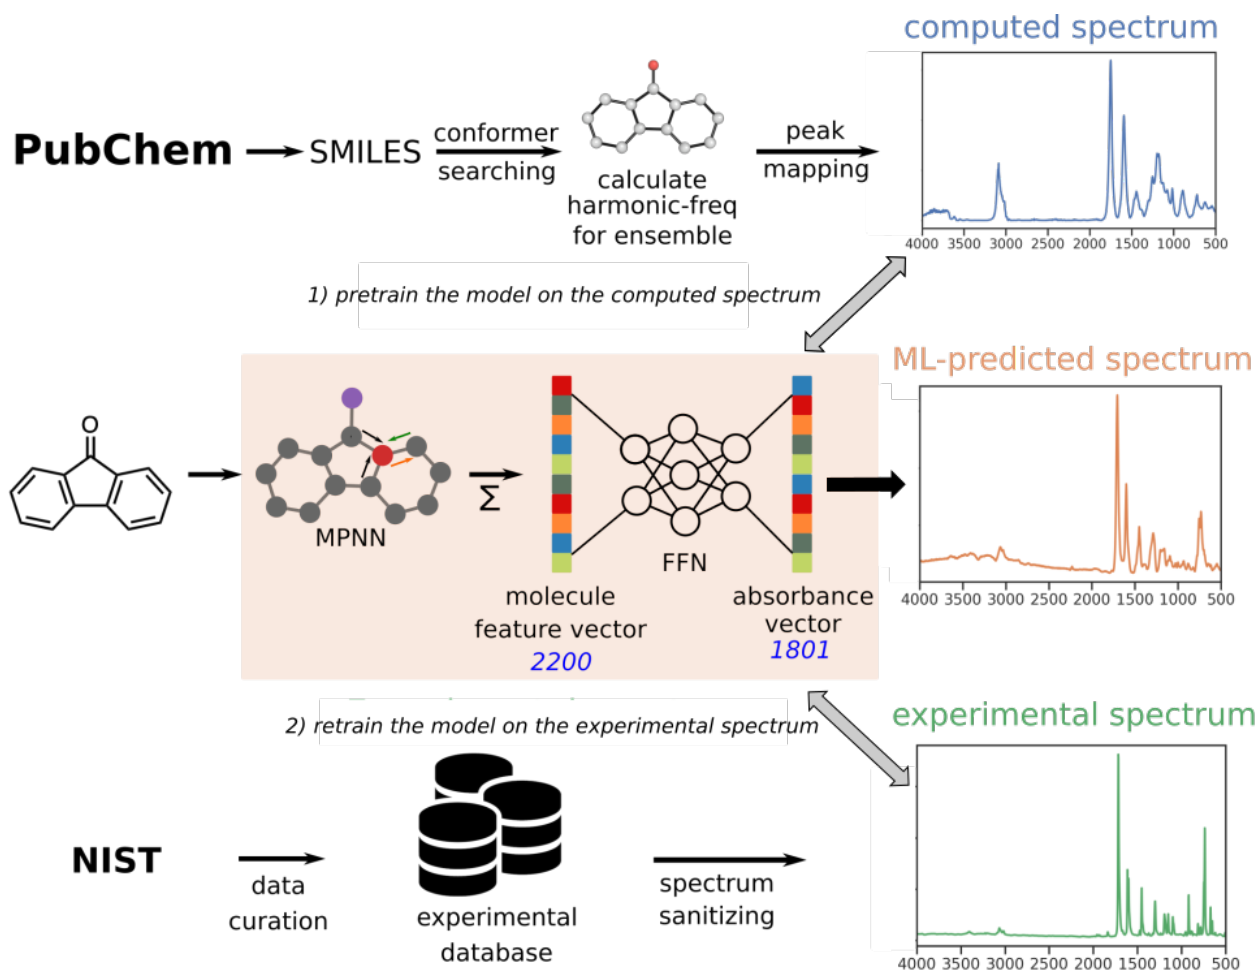 computed spectrum
PubChem
SMILES
conformer
searching
calculate
harmonic-freq
for ensemble
peak
mapping
4000 3500 3000 2500 2000 1500 1000 500
1) pretrain the model on the computed spectrum
ML-predicted spectrum
O
MPNN
Σ
FFN
molecule
feature vector
2200
absorbance
vector
1801
4000 3500 3000 2500 2000 1500 1000 500
2) retrain the model on the experimental spectrum
experimental spectrum
NIST
data
curation
experimental
database
spectrum
sanitizing
4000 3500 3000 2500 2000 1500 1000 500